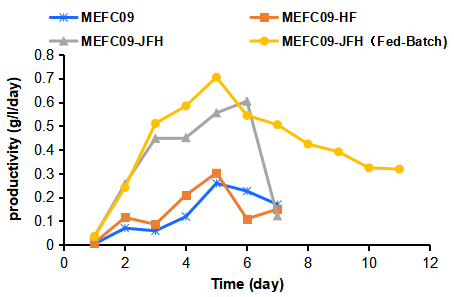 MEFC09 MEFC09-HF
MEFC09-JFH MEFC09-JFH (Fed-Batch)
0.8
0.7
0.6
0.5
0.4
0.3
0.2
0.1
0
productivity (g/l/day)
0 2 4 6 8 10 12
Time (day)